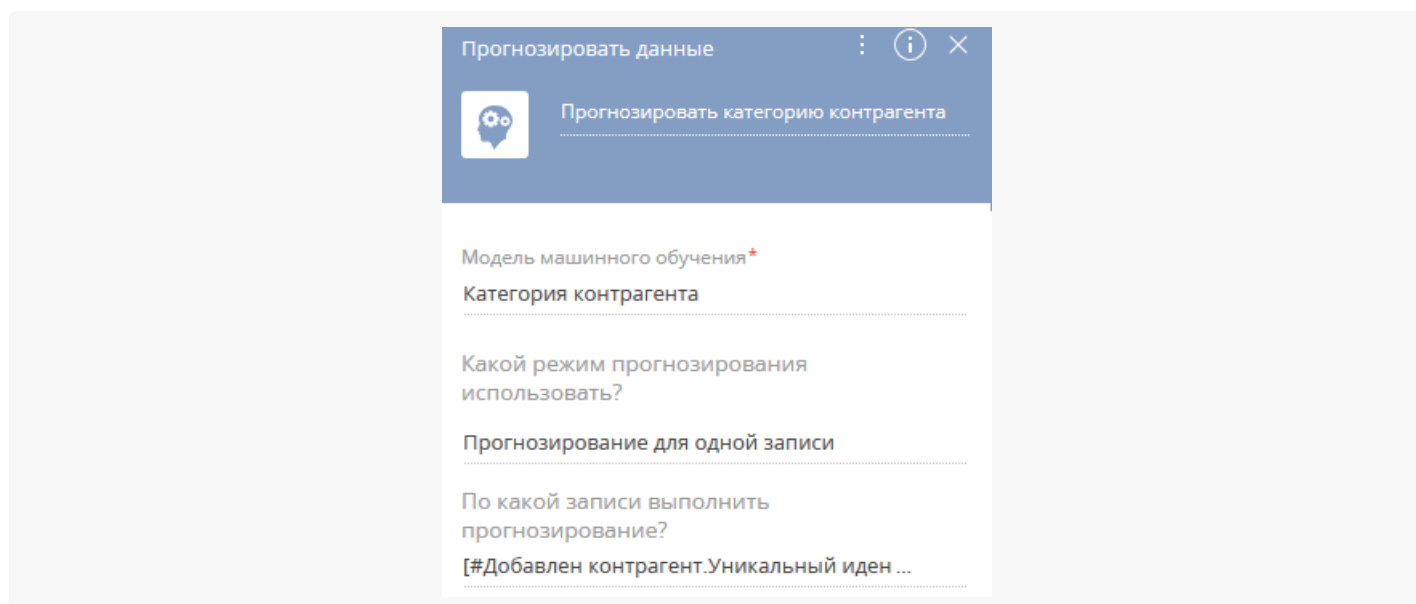 Прогнозировать данные
Прогнозировать категорию контрагента
Модель машинного обучения*
Категория контрагента
Какой режим прогнозирования
использовать?
Прогнозирование для одной записи
По какой записи выполнить
прогнозирование?
[#Добавлен контрагент.Уникальный иден ...